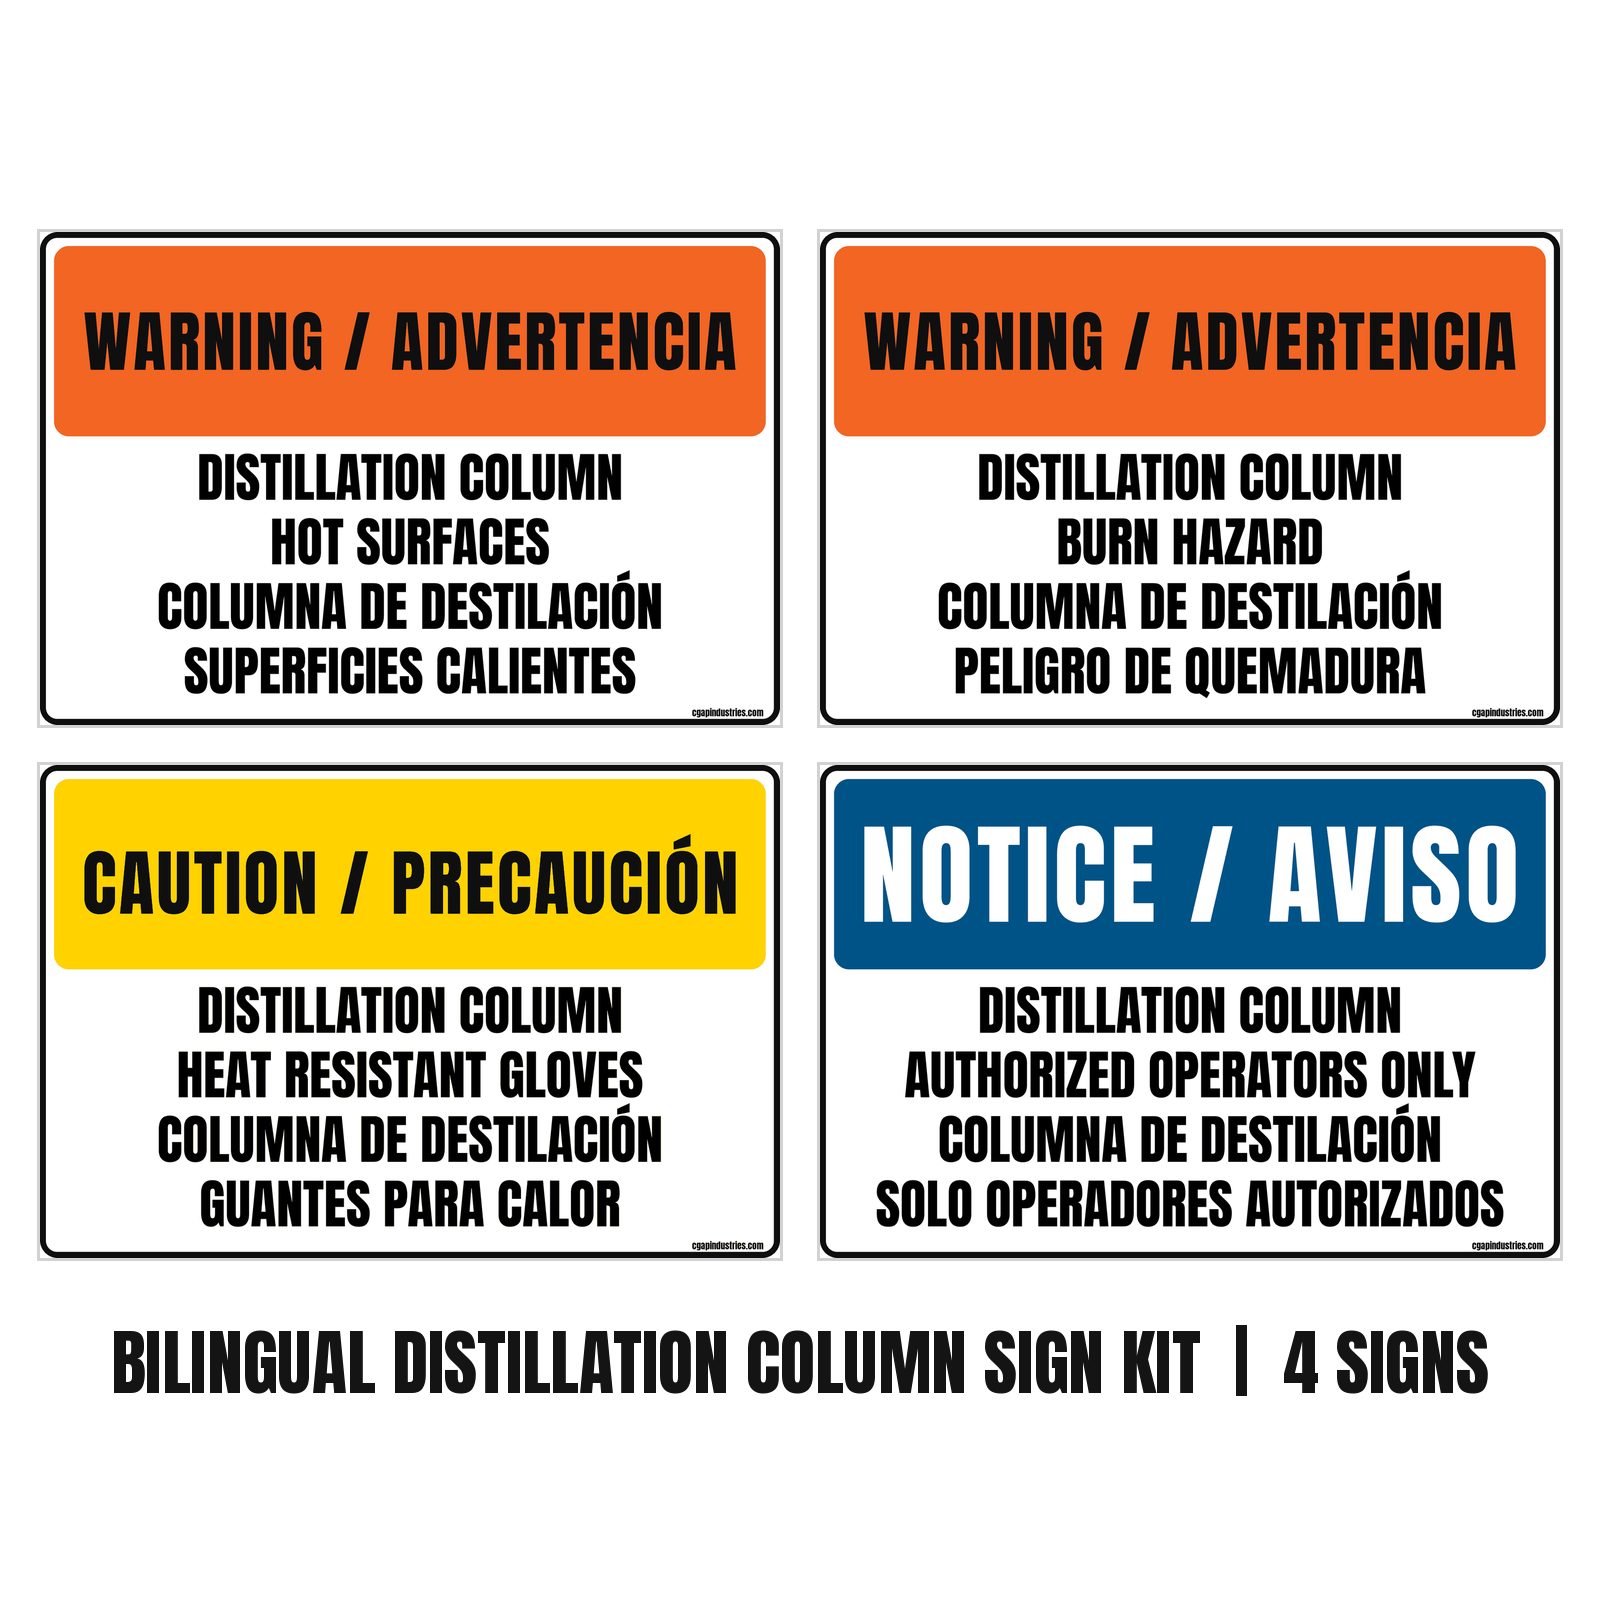 WARNING / ADVERTENCIA
DISTILLATION COLUMN
HOT SURFACES
COLUMNA DE DESTILACIÓN
SUPERFICIES CALIENTES
cgapindustries.com
WARNING / ADVERTENCIA
DISTILLATION COLUMN
BURN HAZARD
COLUMNA DE DESTILACIÓN
PELIGRO DE QUEMADURA
cgapindustries.com
CAUTION / PRECAUCIÓN
DISTILLATION COLUMN
HEAT RESISTANT GLOVES
COLUMNA DE DESTILACIÓN
GUANTES PARA CALOR
cgapindustries.com
NOTICE / AVISO
DISTILLATION COLUMN
AUTHORIZED OPERATORS ONLY
COLUMNA DE DESTILACIÓN
SOLO OPERADORES AUTORIZADOS
cgapindustries.com
BILINGUAL DISTILLATION COLUMN SIGN KIT | 4 SIGNS